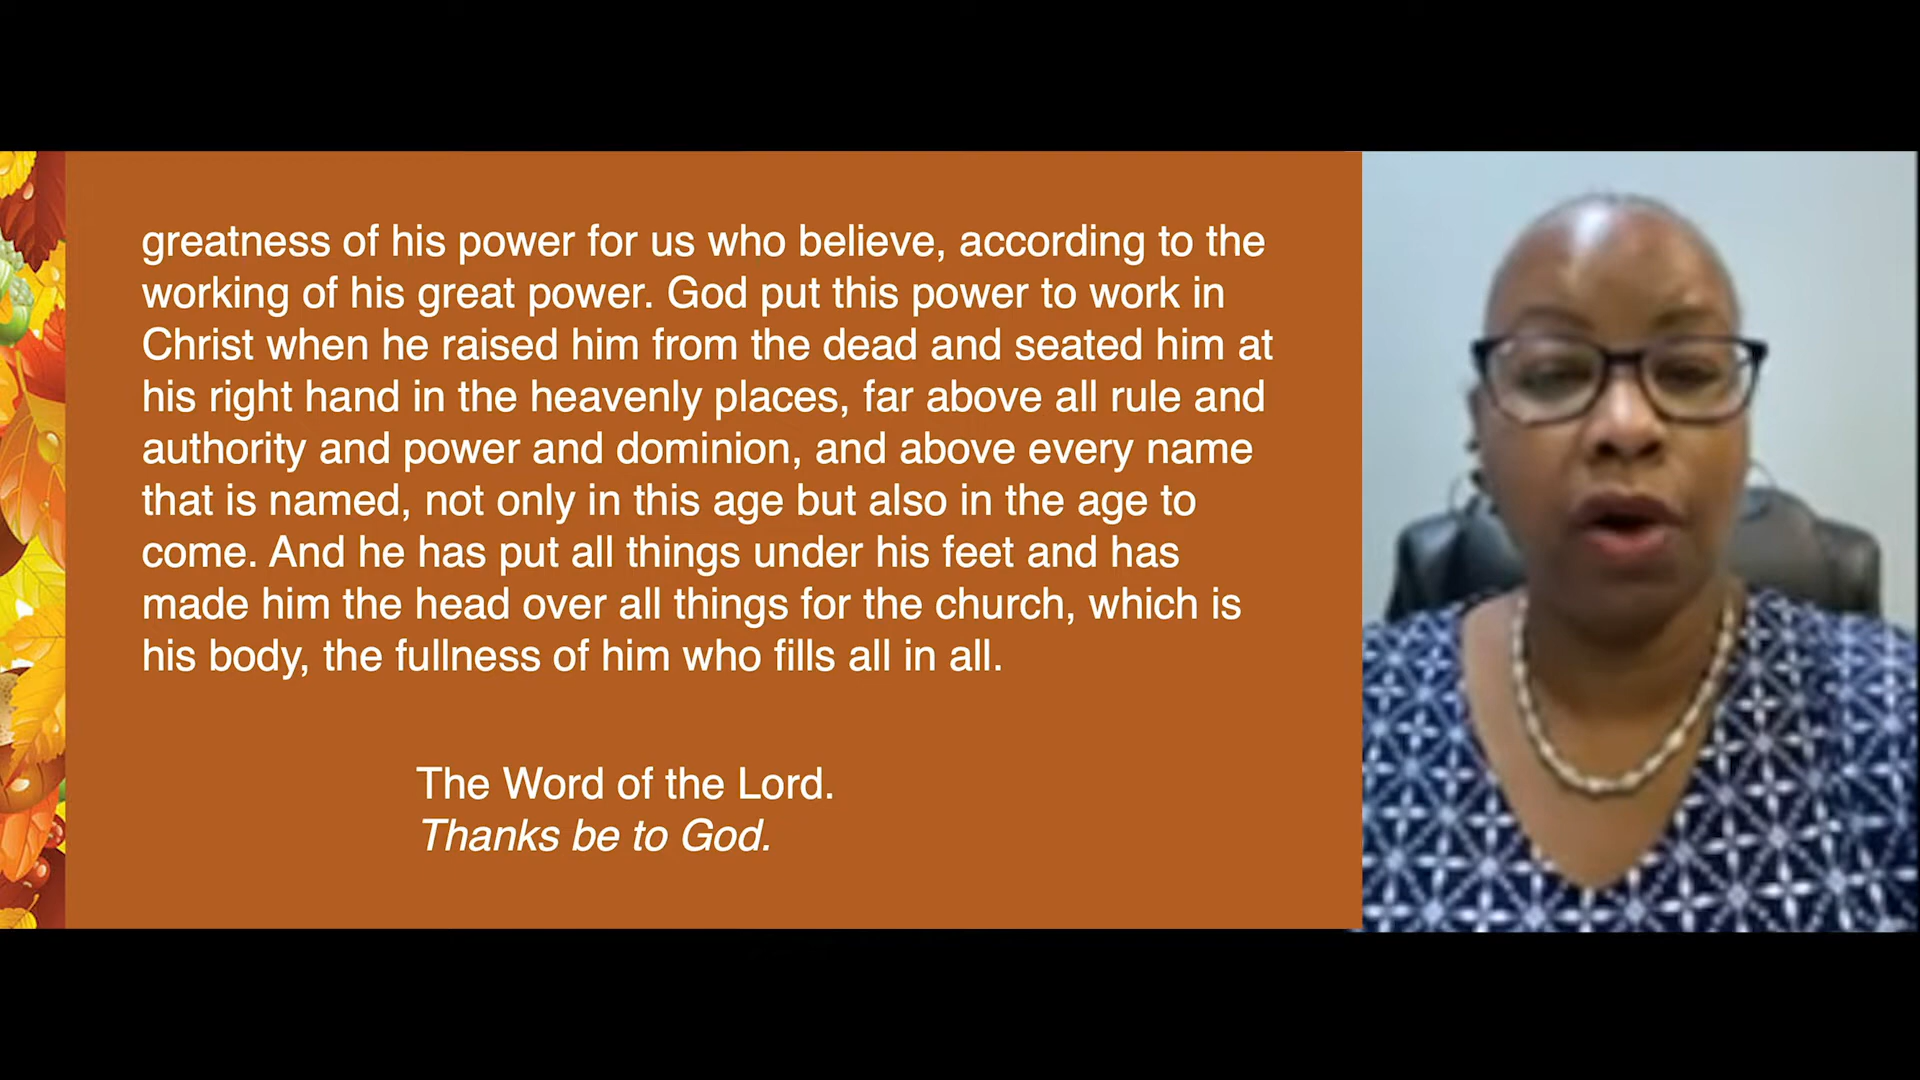 greatness of his power for us who believe, according to the
working of his great power. God put this power to work in
Christ when he raised him from the dead and seated him at
his right hand in the heavenly places, far above all rule and
authority and power and dominion, and above every name
that is named, not only in this age but also in the age to
come. And he has put all things under his feet and has
made him the head over all things for the church, which is
his body, the fullness of him who fills all in all.
The Word of the Lord.
Thanks be to God.